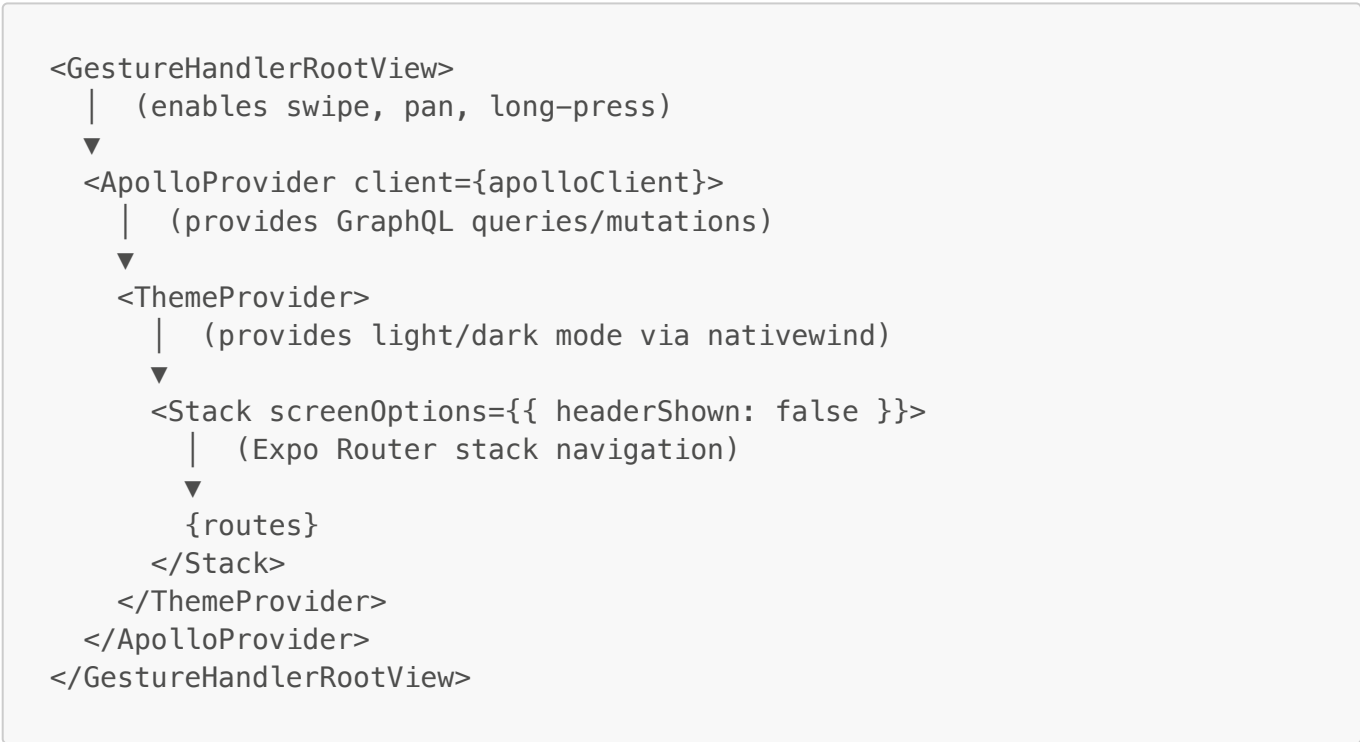 <GestureHandlerRootView>
  │  (enables swipe, pan, long-press)
  ▼
  <ApolloProvider client={apolloClient}>
    │  (provides GraphQL queries/mutations)
    ▼
    <ThemeProvider>
      │  (provides light/dark mode via nativewind)
      ▼
      <Stack screenOptions={{ headerShown: false }}>
        │  (Expo Router stack navigation)
        ▼
        {routes}
      </Stack>
    </ThemeProvider>
  </ApolloProvider>
</GestureHandlerRootView>